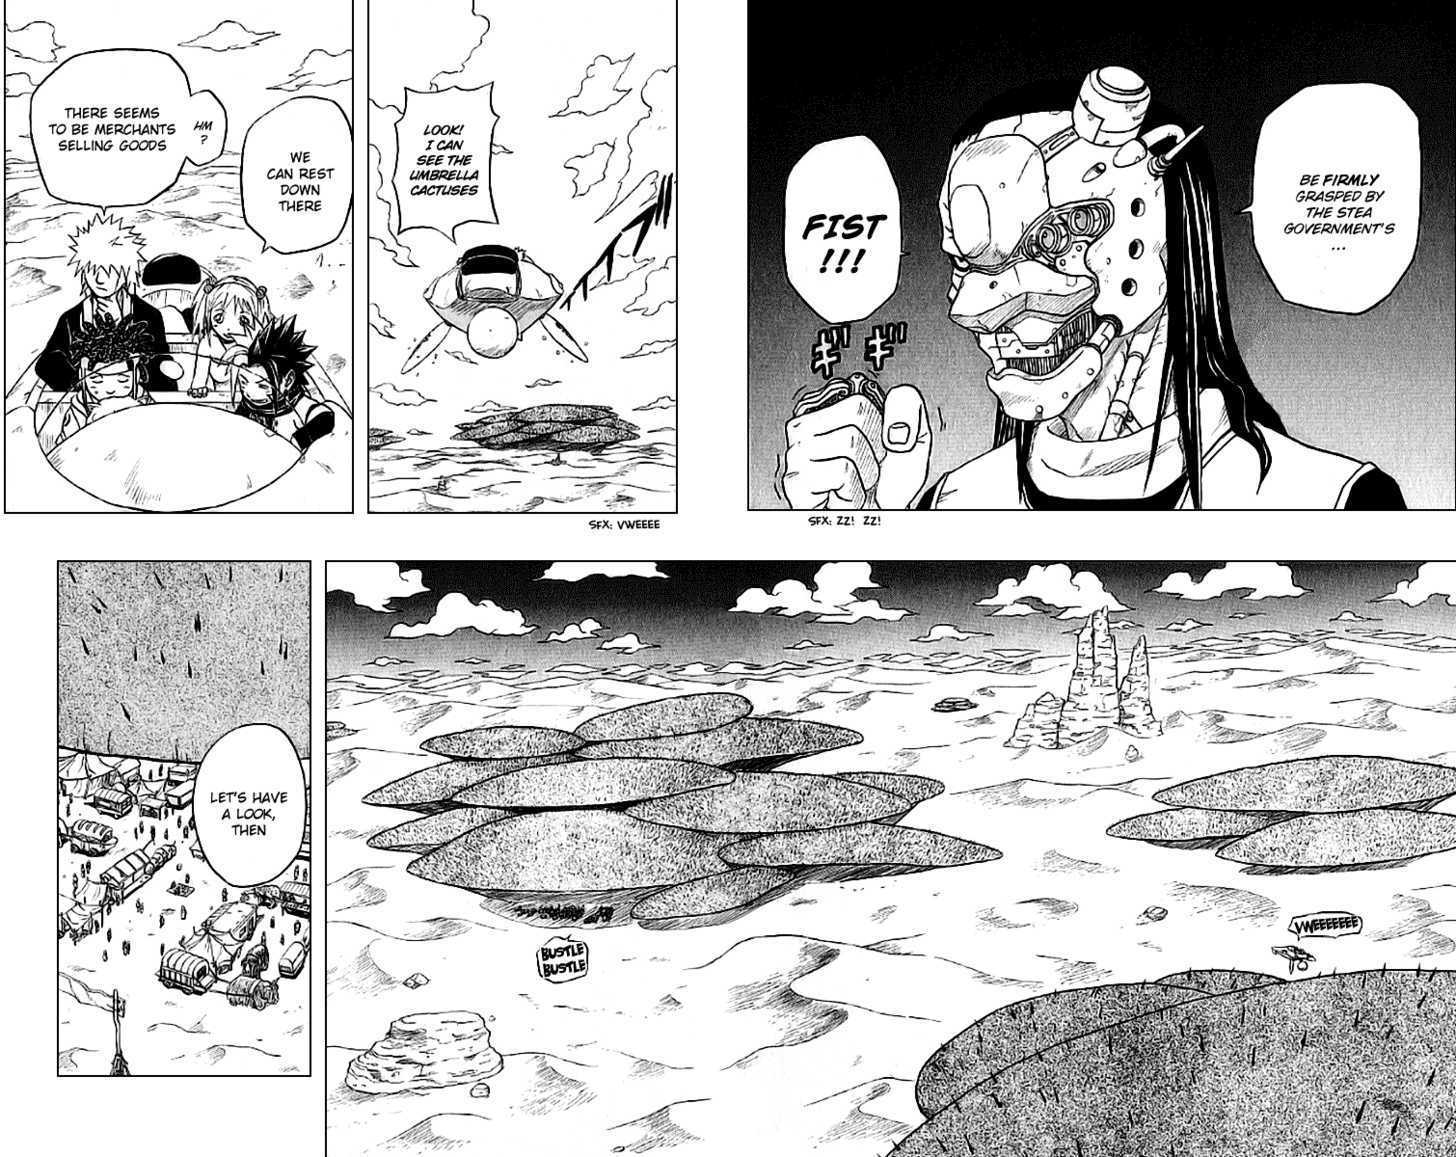 BE FIRMLY
GRASPED BY
THE STEA
GOVERNMENT'S
...
FIST
!!!
ギ" ギ"
SFX: ZZ! ZZ!
LOOK!
I CAN
SEE THE
UMBRELLA
CACTUSES
SFX: VWEEEE
WE
CAN REST
DOWN
THERE
HM
?
THERE SEEMS
TO BE MERCHANTS
SELLING GOODS
VWEEEEEEE
BUSTLE
BUSTLE
LET'S HAVE
A LOOK,
THEN